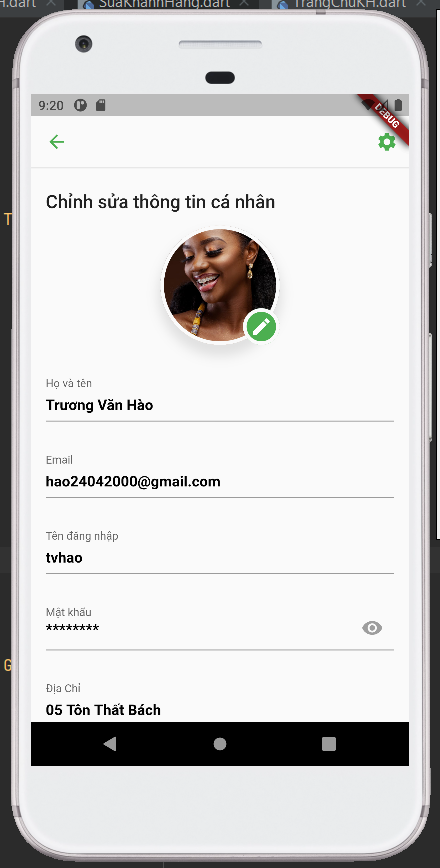 H.dart
SuaKhanhHang.dart
TrangChuKH.dart
9:20
DEBUG
Chỉnh sửa thông tin cá nhân
Họ và tên
Trương Văn Hào
Email
hao24042000@gmail.com
Tên đăng nhập
tvhao
Mật khẩu
********
Địa Chỉ
05 Tôn Thất Bách
T
G